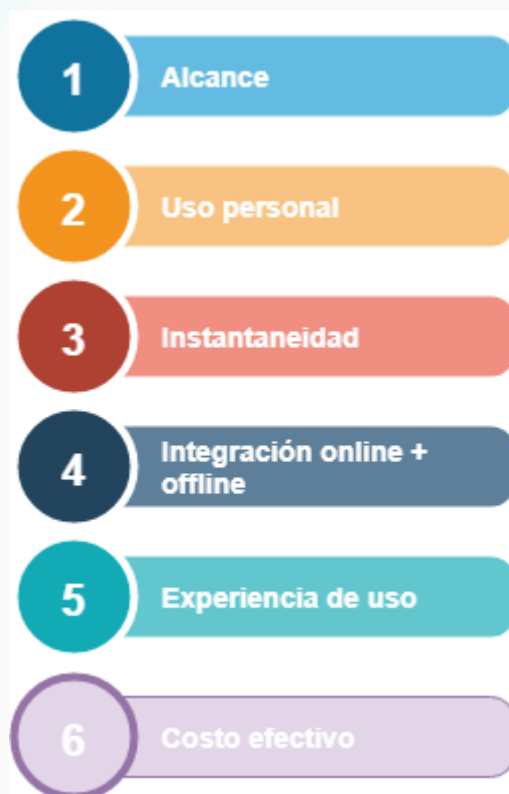 1
Alcance
2
Uso personal
3
Instantaneidad
4
Integración online +
offline
5
Experiencia de uso
6
Costo efectivo